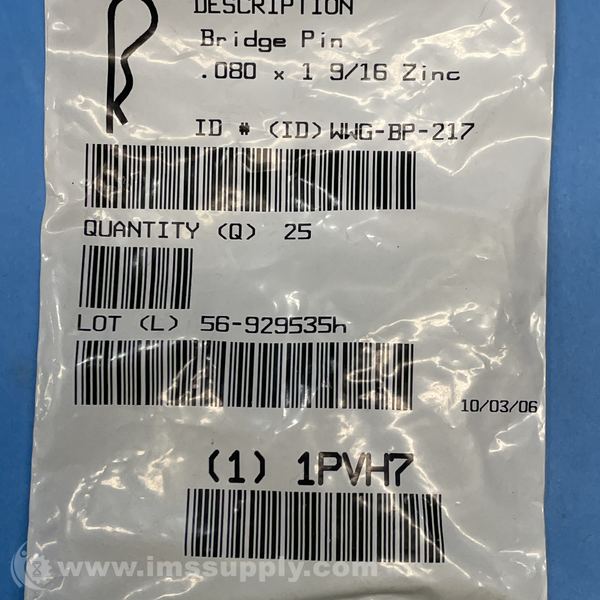 DESCRIPTION
Bridge Pin
.080 x 1 9/16 Zinc
ID # (ID) WWG-BP-217
QUANTITY (Q) 25
LOT (L) 56-929535h
10/03/06
(1) 1PVH7
www.imssupply.com